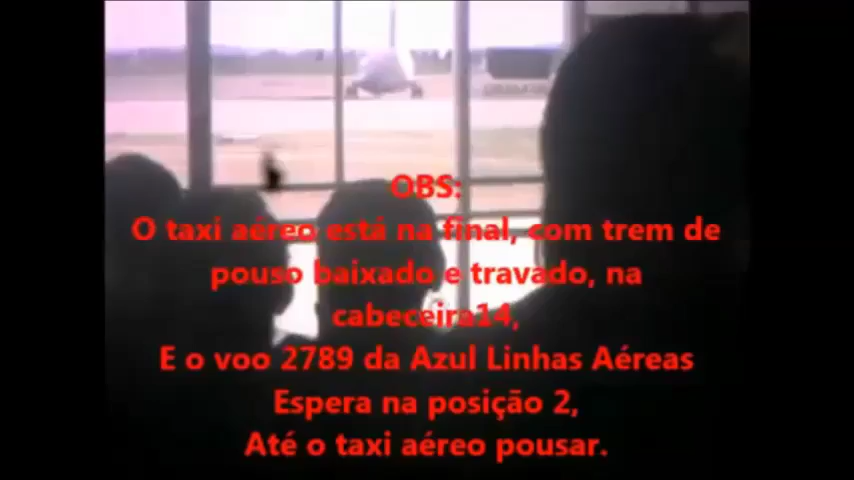 OBS:
O taxi aéreo está na final, com trem de
pouso baixado e travado, na
cabeceira14,
E o voo 2789 da Azul Linhas Aéreas
Espera na posição 2,
Até o taxi aéreo pousar.